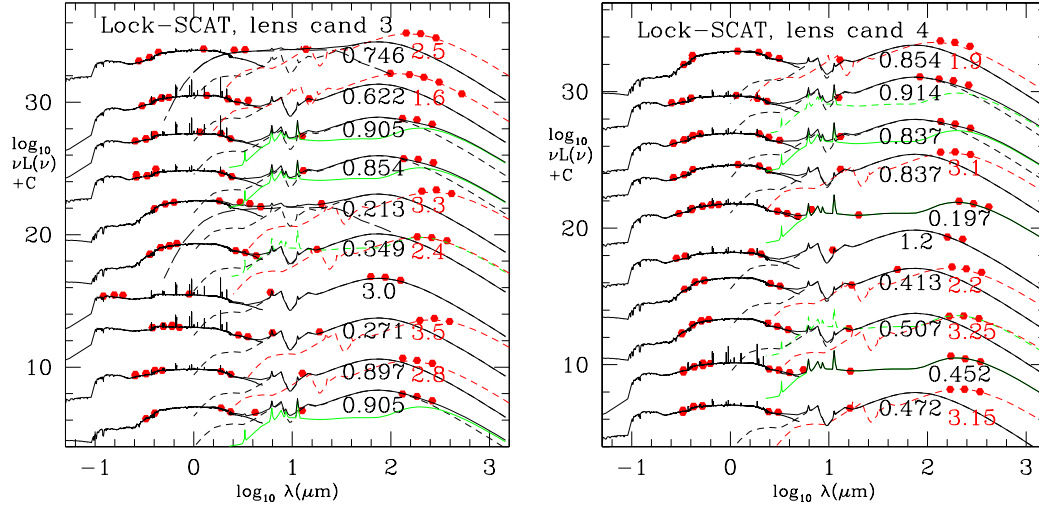 Lock-SCAT, lens cand 3
0.746 2.5
0.622 1.6
0.905
0.854
0.213 3.3
0.349 2.4
3.0
0.271 3.5
0.897 2.8
0.905
30
20
10
log₁₀
νL(ν)
+C
−1 0 1 2 3
log₁₀ λ(μm)
Lock-SCAT, lens cand 4
0.854 1.9
0.914
0.837
0.837 3.1
0.197
1.2
0.413 2.2
0.507 3.25
0.452
0.472 3.15
30
20
10
log₁₀
νL(ν)
+C
−1 0 1 2 3
log₁₀ λ(μm)